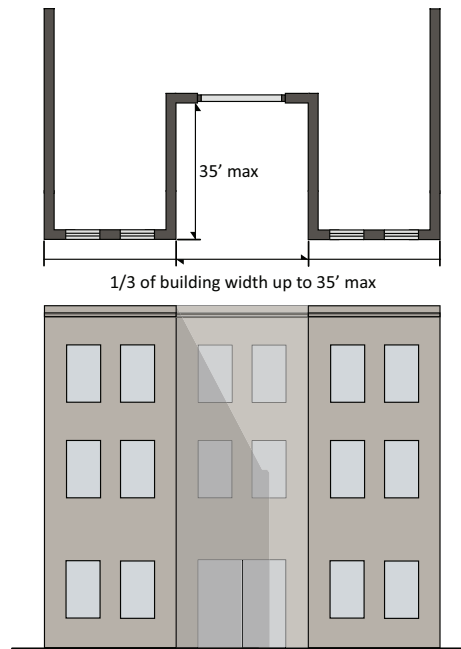 35’ max
1/3 of building width up to 35’ max